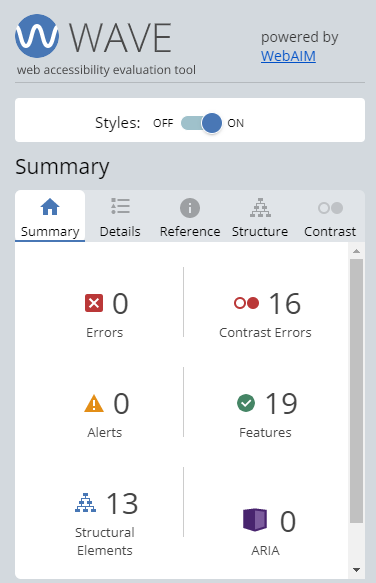 WAVE
web accessibility evaluation tool
powered by
WebAIM
Styles: OFF ON
Summary
Summary Details Reference Structure Contrast
0 16
Errors Contrast Errors
0 19
Alerts Features
13 0
Structural
Elements ARIA